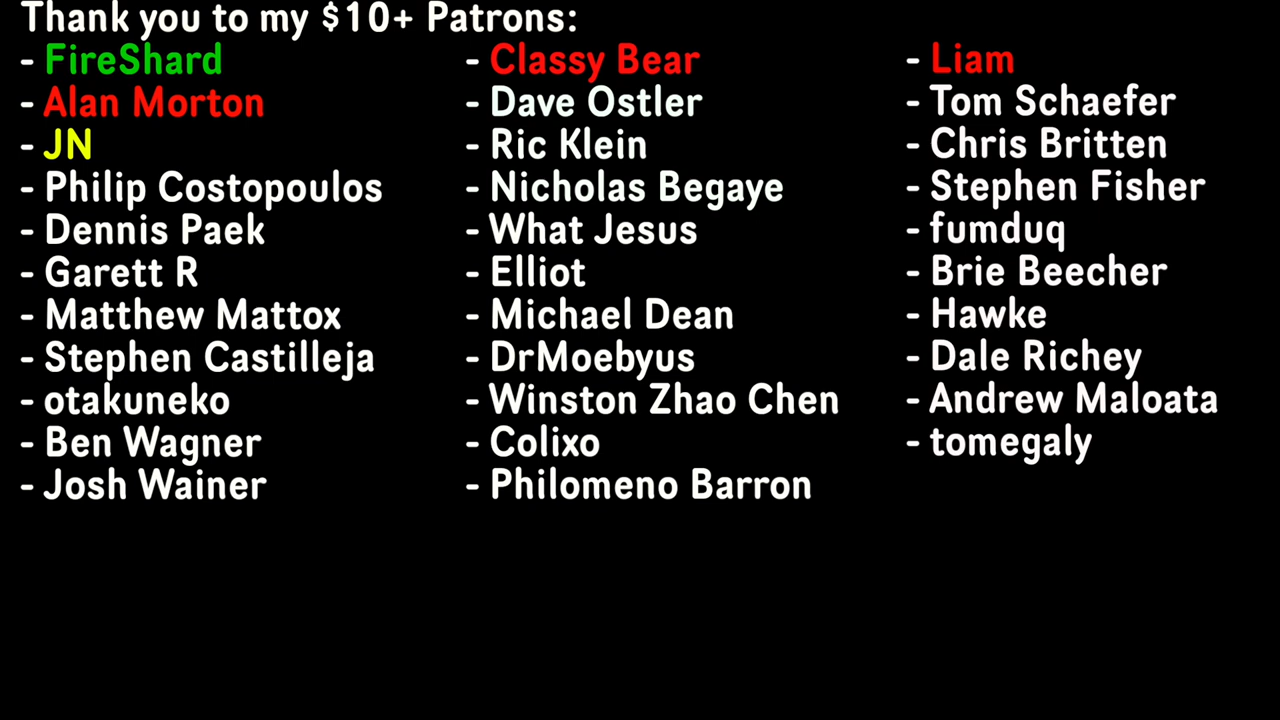 Thank you to my $10+ Patrons:
- FireShard
- Alan Morton
- JN
- Philip Costopoulos
- Dennis Paek
- Garett R
- Matthew Mattox
- Stephen Castilleja
- otakuneko
- Ben Wagner
- Josh Wainer
- Classy Bear
- Dave Ostler
- Ric Klein
- Nicholas Begaye
- What Jesus
- Elliot
- Michael Dean
- DrMoebyus
- Winston Zhao Chen
- Colixo
- Philomeno Barron
- Liam
- Tom Schaefer
- Chris Britten
- Stephen Fisher
- fumduq
- Brie Beecher
- Hawke
- Dale Richey
- Andrew Maloata
- tomegaly